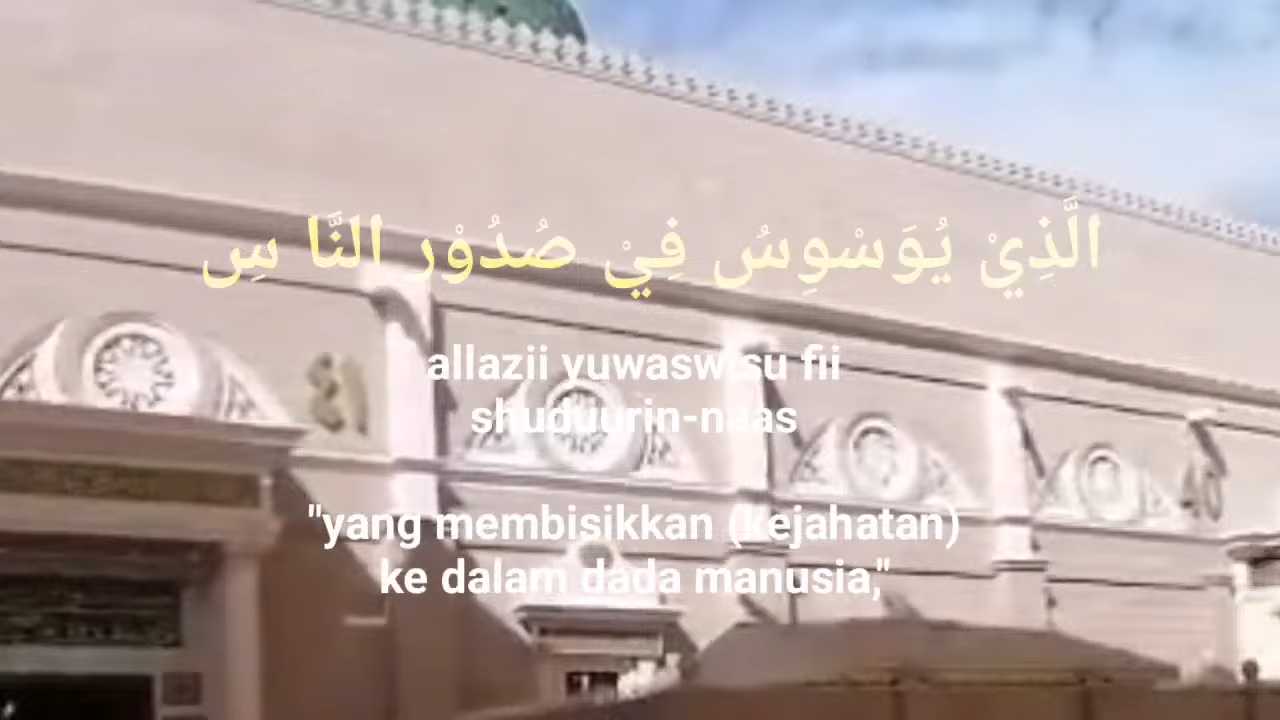 الَّذِيْ يُوَسْوِسُ فِيْ صُدُوْرِ النَّا سِ
allazii yuwaswisu fii
shuduurin-naas
"yang membisikkan (kejahatan)
ke dalam dada manusia,"